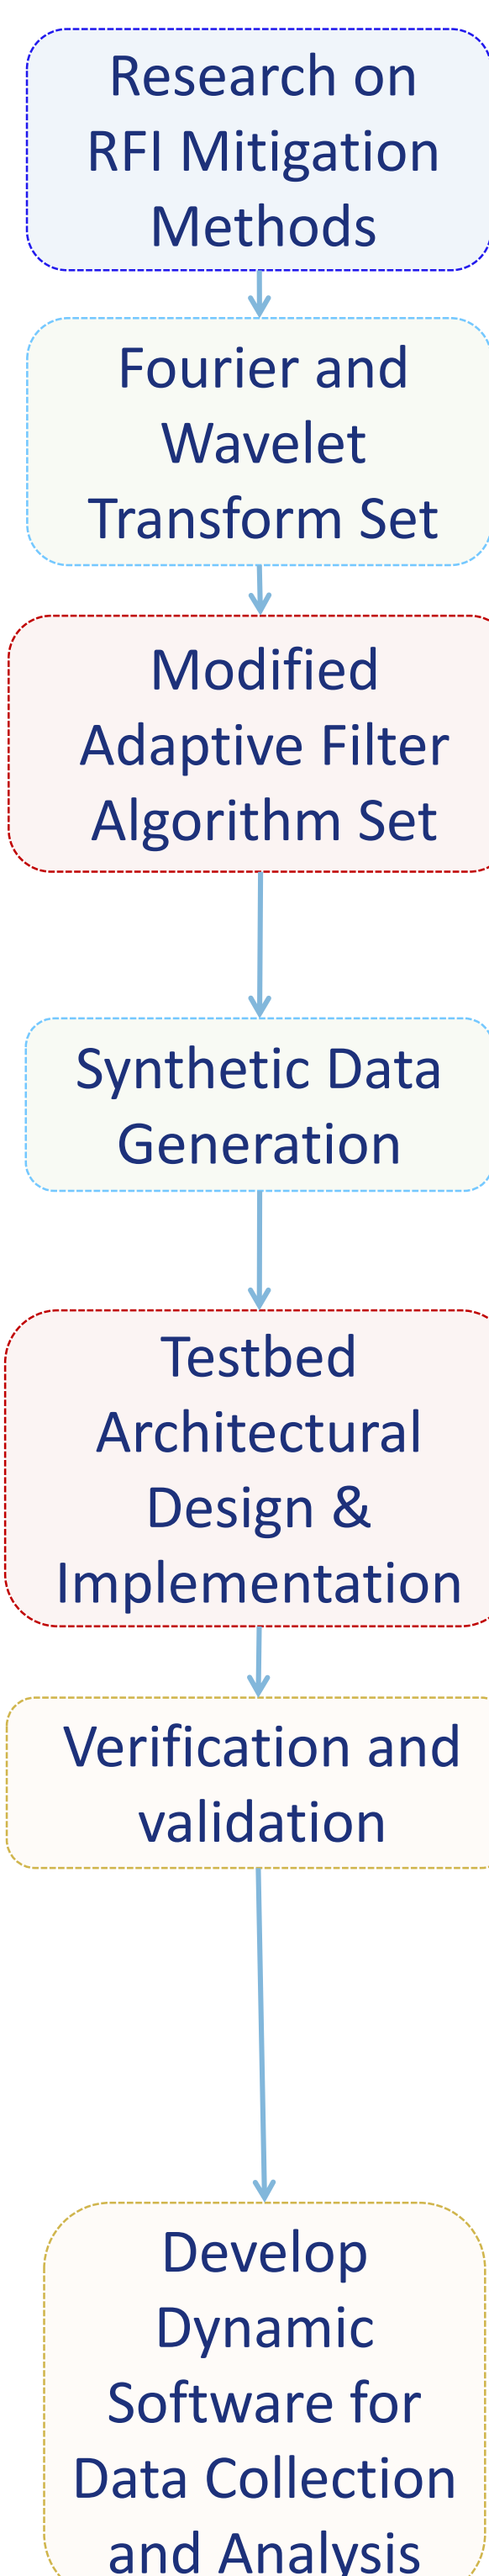 Research on
RFI Mitigation
Methods
Fourier and
Wavelet
Transform Set
Modified
Adaptive Filter
Algorithm Set
Synthetic Data
Generation
Testbed
Architectural
Design &
Implementation
Verification and
validation
Develop
Dynamic
Software for
Data Collection
and Analysis